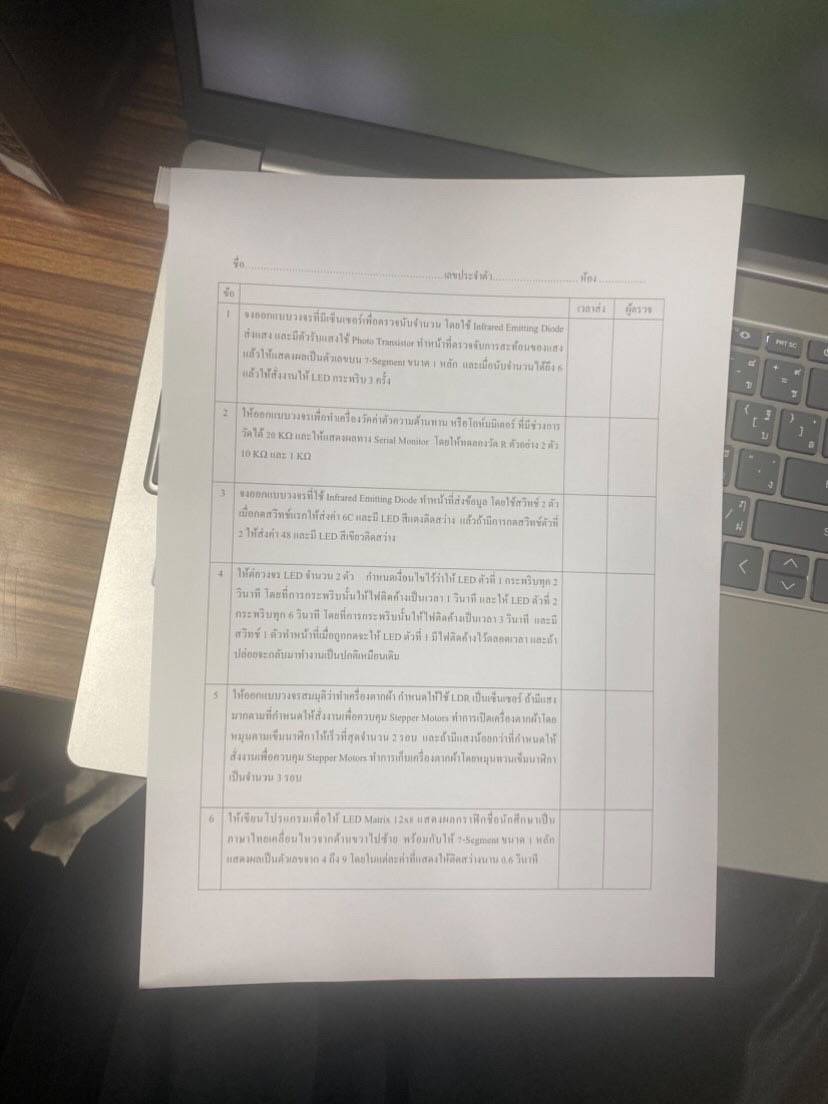 ชื่อ............เลขประจำตัว............ห้อง............
ข้อ เวลาส่ง ผู้ตรวจ
1 จงออกแบบวงจรที่มีเซ็นเซอร์เพื่อตรวจนับจำนวน โดยใช้ Infrared Emitting Diode
ส่งแสง และมีตัวรับแสงใช้ Photo Transistor ทำหน้าที่ตรวจจับการสะท้อนของแสง
แล้วให้แสดงผลเป็นตัวเลขบน 7-Segment ขนาด 1 หลัก และเมื่อนับจำนวนได้ถึง 6
แล้วให้สั่งงานให้ LED กระพริบ 3 ครั้ง
2 ให้ออกแบบวงจรเพื่อทำเครื่องวัดค่าตัวความต้านทาน หรือโอห์มมิเตอร์ ที่มีช่วงการ
วัดได้ 20 KΩ และให้แสดงผลทาง Serial Monitor โดยให้ทดลองวัด R ตัวอย่าง 2 ตัว
10 KΩ และ 1 KΩ
3 จงออกแบบวงจรที่ใช้ Infrared Emitting Diode ทำหน้าที่ส่งข้อมูล โดยใช้สวิทช์ 2 ตัว
เมื่อกดสวิทช์แรกให้ส่งค่า 6C และมี LED สีแดงติดสว่าง แล้วถ้ามีการกดสวิทช์ตัวที่
2 ให้ส่งค่า 48 และมี LED สีเขียวติดสว่าง
4 ให้ต่อวงจร LED จำนวน 2 ตัว กำหนดเงื่อนไขไว้ว่าให้ LED ตัวที่ 1 กระพริบทุก 2
วินาที โดยที่การกระพริบนั้นให้ไฟติดค้างเป็นเวลา 1 วินาที และให้ LED ตัวที่ 2
กระพริบทุก 6 วินาที โดยที่การกระพริบนั้นให้ไฟติดค้างเป็นเวลา 3 วินาที และมี
สวิทช์ 1 ตัวทำหน้าที่เมื่อถูกกดจะให้ LED ตัวที่ 1 มีไฟติดค้างไว้ตลอดเวลา และถ้า
ปล่อยจะกลับมาทำงานเป็นปกติเหมือนเดิม
5 ให้ออกแบบวงจรสมมุติว่าทำเครื่องตากผ้า กำหนดให้ใช้ LDR เป็นเซ็นเซอร์ ถ้ามีแสง
มากตามที่กำหนดให้สั่งงานเพื่อควบคุม Stepper Motors ทำการเปิดเครื่องตากผ้าโดย
หมุนตามเข็มนาฬิกาให้เร็วที่สุดจำนวน 2 รอบ และถ้ามีแสงน้อยกว่าที่กำหนดให้
สั่งงานเพื่อควบคุม Stepper Motors ทำการเก็บเครื่องตากผ้าโดยหมุนทวนเข็มนาฬิกา
เป็นจำนวน 3 รอบ
6 ให้เขียนโปรแกรมเพื่อให้ LED Matrix 12x8 แสดงผลกราฟิกชื่อนักศึกษาเป็น
ภาษาไทยเคลื่อนไหวจากด้านขวาไปซ้าย พร้อมกับให้ 7-Segment ขนาด 1 หลัก
แสดงผลเป็นตัวเลขจาก 4 ถึง 9 โดยในแต่ละค่าที่แสดงให้ติดสว่างนาน 0.6 วินาที